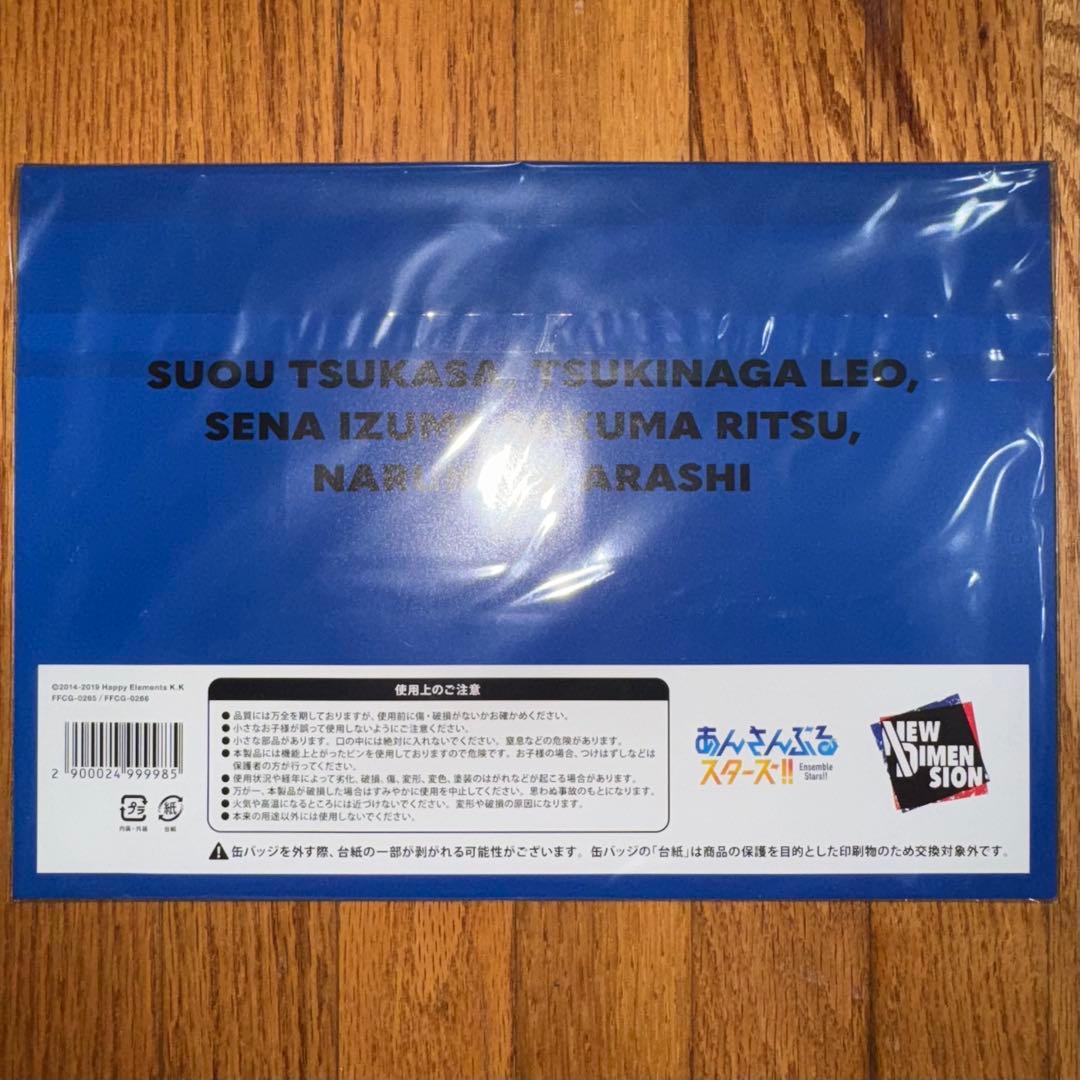 SUOU TSUKASA, TSUKINAGA LEO,
SENA IZUMI, SAKUMA RITSU,
ARASHI
©2014-2019 Happy Elements K.K
FFCG-0265 / FFCG-0266
2 900024 999985
プラ
内袋・外装
紙
台紙
使用上のご注意
●品質には万全を期しておりますが、使用前に傷・破損がないかお確かめください。
●小さなお子様が誤って使用しないようにご注意ください。
●小さな部品があります。口の中には絶対に入れないでください。窒息などの危険があります。
●本製品には機能上とがったピンを使用しておりますので危険です。お子様の場合、つけはずしなどは
保護者の方が行ってください。
●使用状況や経年によって劣化、破損、傷、変形、変色、塗装のはがれなどが起こる場合があります。
●万が一、本製品が破損した場合はすみやかに使用を中止してください。思わぬ事故のもとになります。
●火気や高温になるところには近づけないでください。変形や破損の原因になります。
●本来の用途以外には使用しないでください。
あんさんぶる
スターズ!!
Ensemble
Stars!!
NEW
DIMEN
SION
⚠缶バッジを外す際、台紙の一部が剥がれる可能性がございます。缶バッジの「台紙」は商品の保護を目的とした印刷物のため交換対象外です。